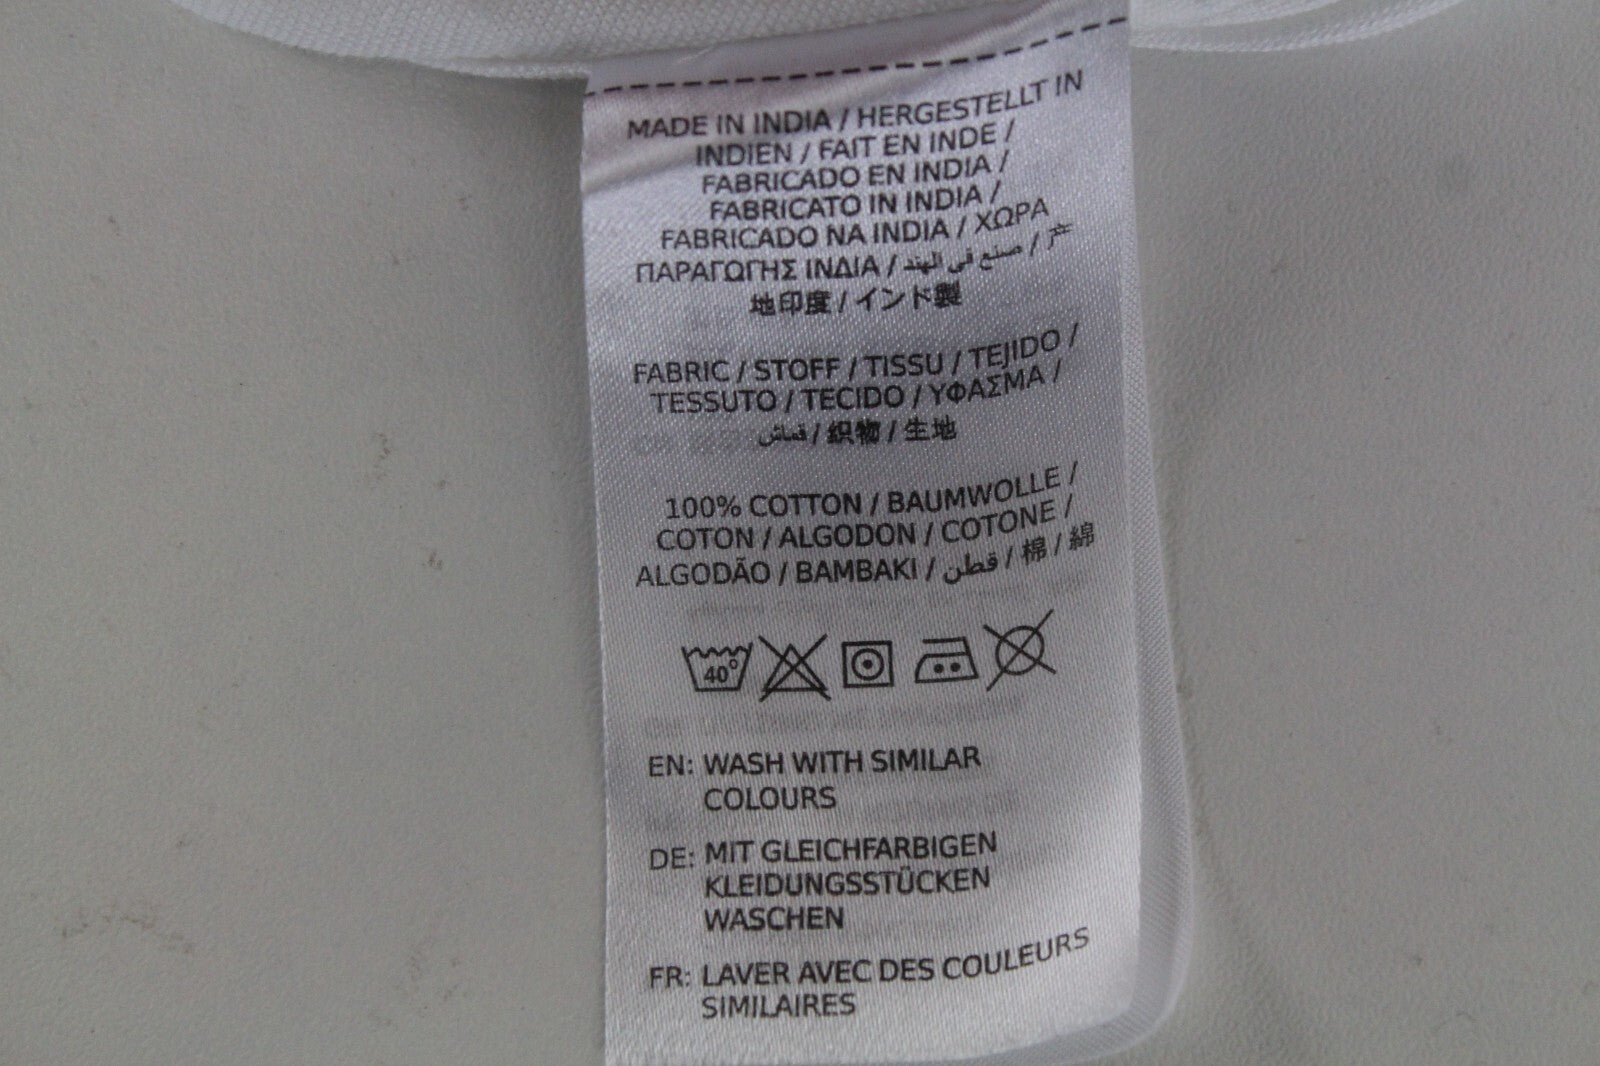 MADE IN INDIA / HERGESTELLT IN
INDIEN / FAIT EN INDE /
FABRICADO EN INDIA /
FABRICATO IN INDIA /
FABRICADO NA INDIA / ΧΩΡΑ
ΠΑΡΑΓΩΓΗΣ ΙΝΔΙΑ / صنع في الهند / 产
地印度 / インド製
FABRIC / STOFF / TISSU / TEJIDO /
TESSUTO / TECIDO / ΥΦΑΣΜΑ /
قماش / 织物 / 生地
100% COTTON / BAUMWOLLE /
COTON / ALGODON / COTONE /
ALGODÃO / BAMBAKI / قطن / 棉 / 綿
40°
EN: WASH WITH SIMILAR
COLOURS
DE: MIT GLEICHFARBIGEN
KLEIDUNGSSTÜCKEN
WASCHEN
FR: LAVER AVEC DES COULEURS
SIMILAIRES